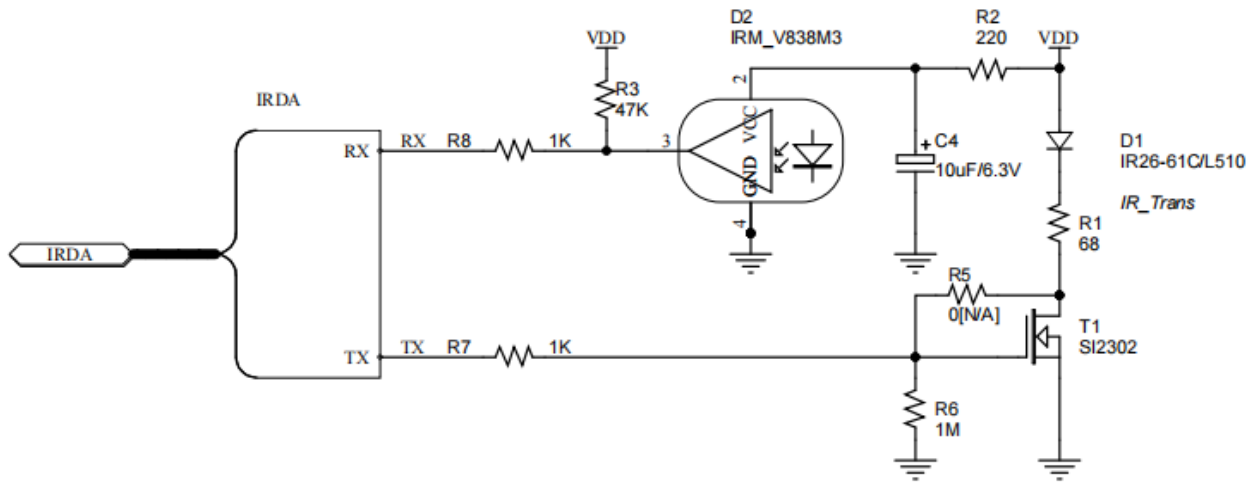 D2
IRM_V838M3
R2
220
VDD
VDD
2
R3
47K
IRDA
VCC
C4
10uF/6.3V
D1
IR26-61C/L510
IR_Trans
RX
RX
R8
1K
3
GND
4
R1
68
IRDA
R5
0[N/A]
T1
SI2302
TX
TX
R7
1K
R6
1M